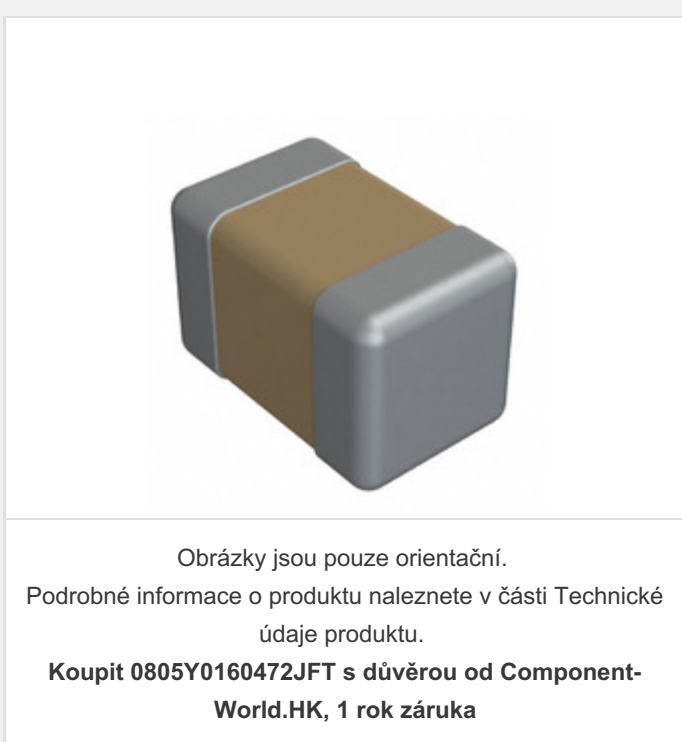 Obrázky jsou pouze orientační.
Podrobné informace o produktu naleznete v části Technické
údaje produktu.
Koupit 0805Y0160472JFT s důvěrou od Component-
World.HK, 1 rok záruka